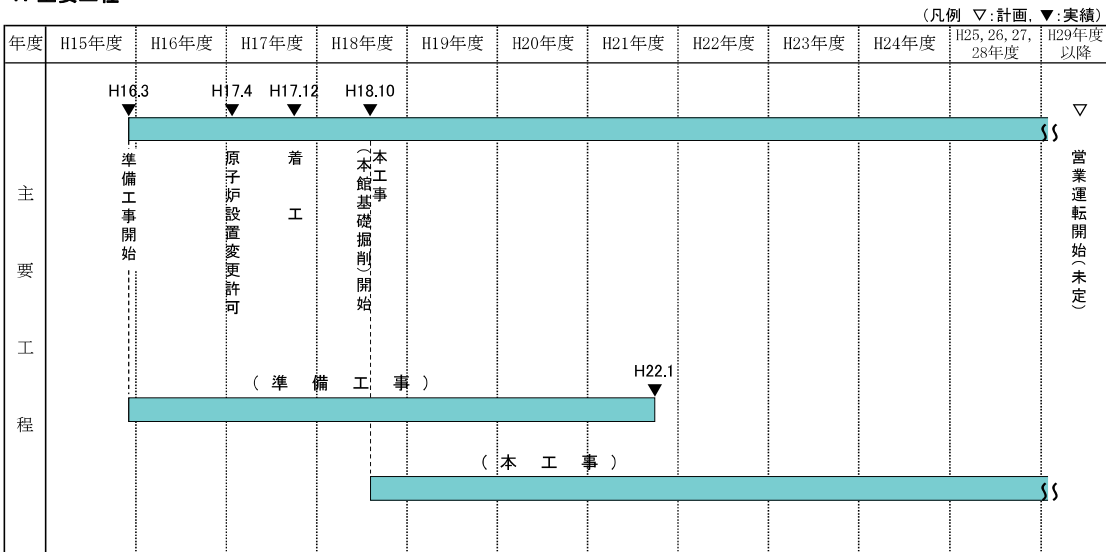 (凡例 ▽:計画, ▼:実績)
年度
H15年度
H16年度
H17年度
H18年度
H19年度
H20年度
H21年度
H22年度
H23年度
H24年度
H25, 26, 27,
28年度
H29年度
以降
主要工程
H16.3
H17.4
H17.12
H18.10
▼
▼
▼
▼
▽
準備工事開始
原子炉設置変更許可
着工
本工事
(本館基礎掘削)開始
営業運転開始(未定)
(準備工事)
H22.1
▼
(本工事)